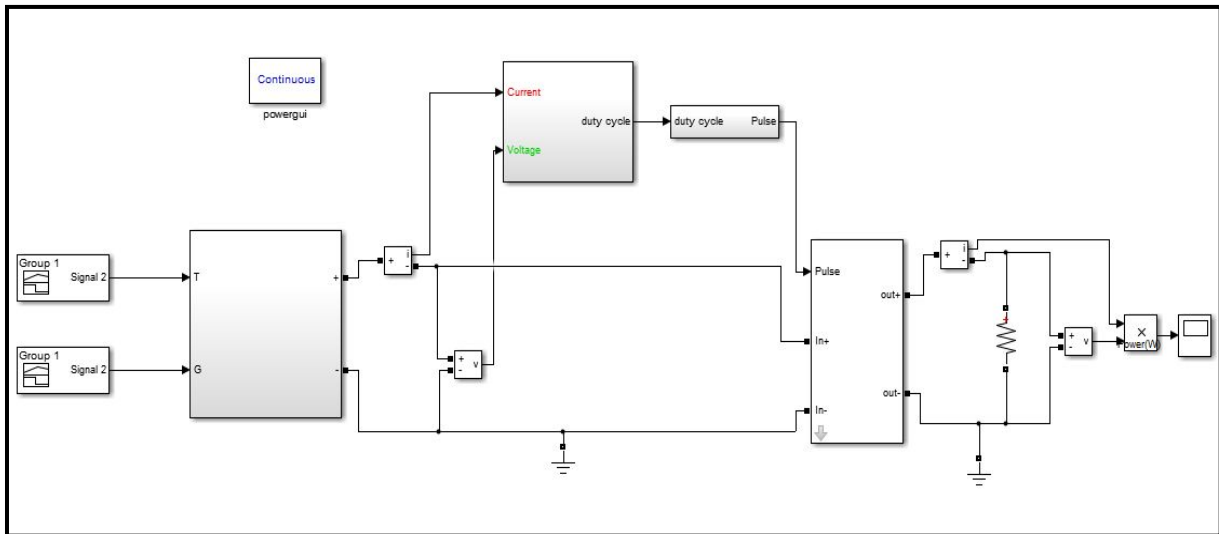 Continuous
powergui
Current
Voltage
duty cycle
duty cycle
Pulse
Group 1
Signal 2
Group 1
Signal 2
T
G
+
-
+
i
-
+
-
v
Pulse
In+
In-
out+
out-
+
i
-
+
+
-
v
×
Power(W)